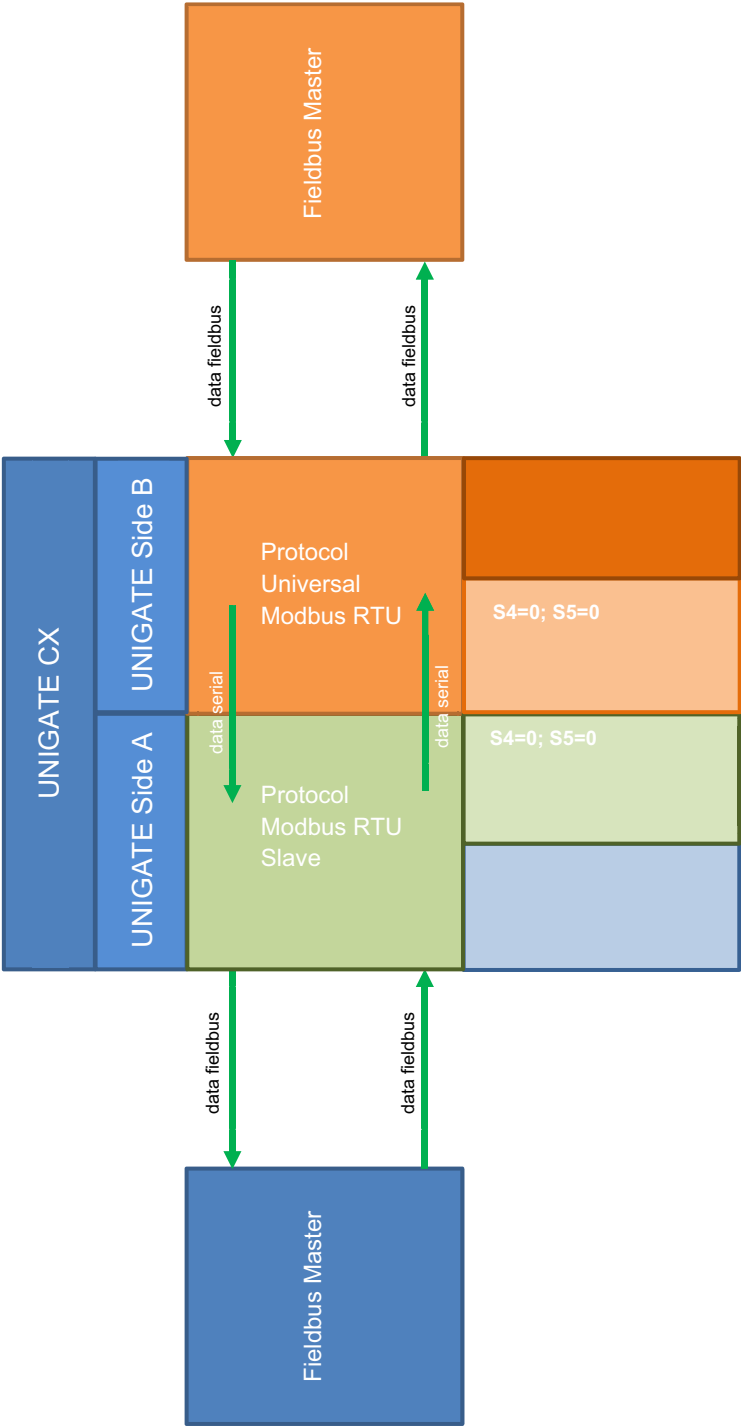 Fieldbus Master
data fieldbus
data fieldbus
UNIGATE CX
UNIGATE Side B
Protocol
Universal
Modbus RTU
S4=0; S5=0
data serial
data serial
UNIGATE Side A
Protocol
Modbus RTU
Slave
S4=0; S5=0
data fieldbus
data fieldbus
Fieldbus Master